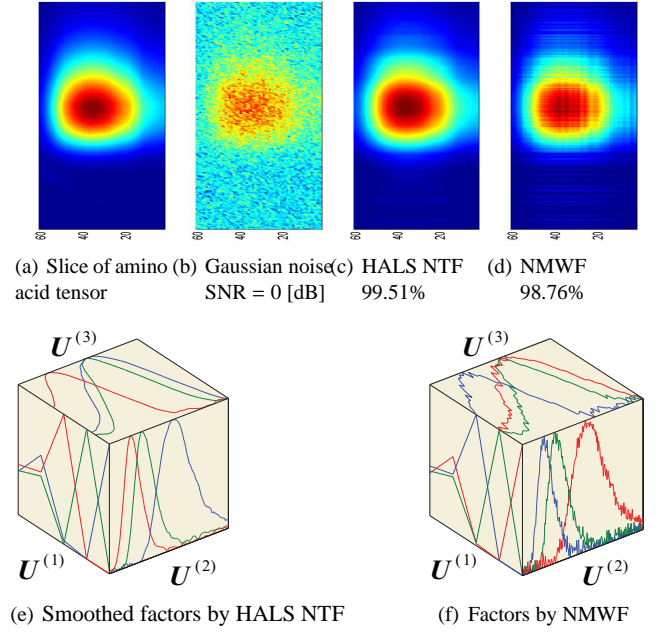 60
40
20
60
40
20
60
40
20
60
40
20
(a) Slice of amino
acid tensor
(b) Gaussian noise
SNR = 0 [dB]
(c) HALS NTF
99.51%
(d) NMWF
98.76%
U(3)
U(1)
U(2)
(e) Smoothed factors by HALS NTF
U(3)
U(1)
U(2)
(f) Factors by NMWF